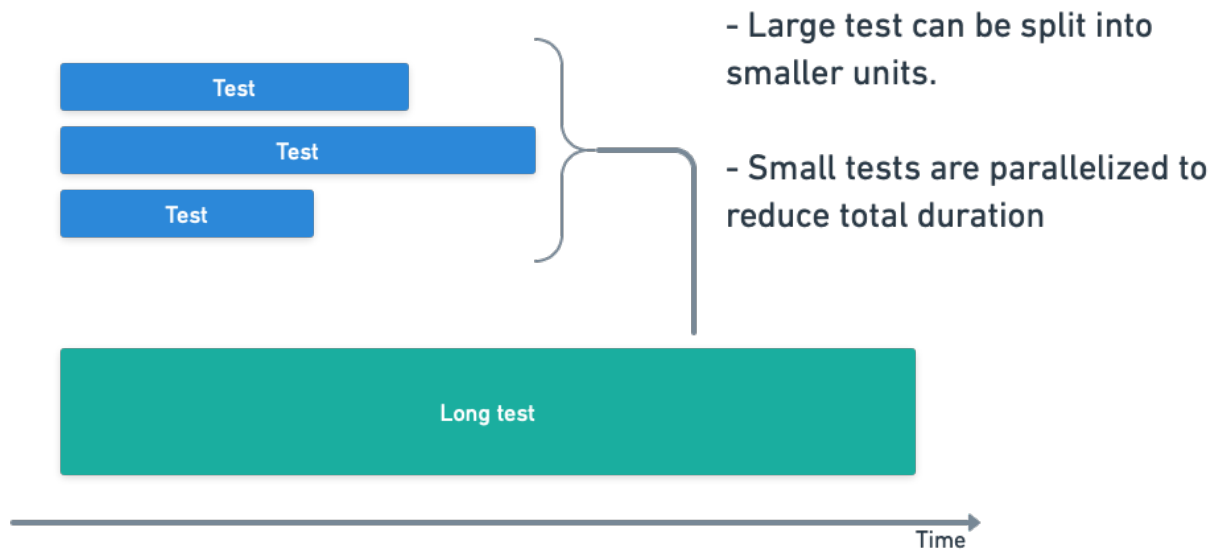 - Large test can be split into
smaller units.
Test
Test
- Small tests are parallelized to
reduce total duration
Test
Long test
Time